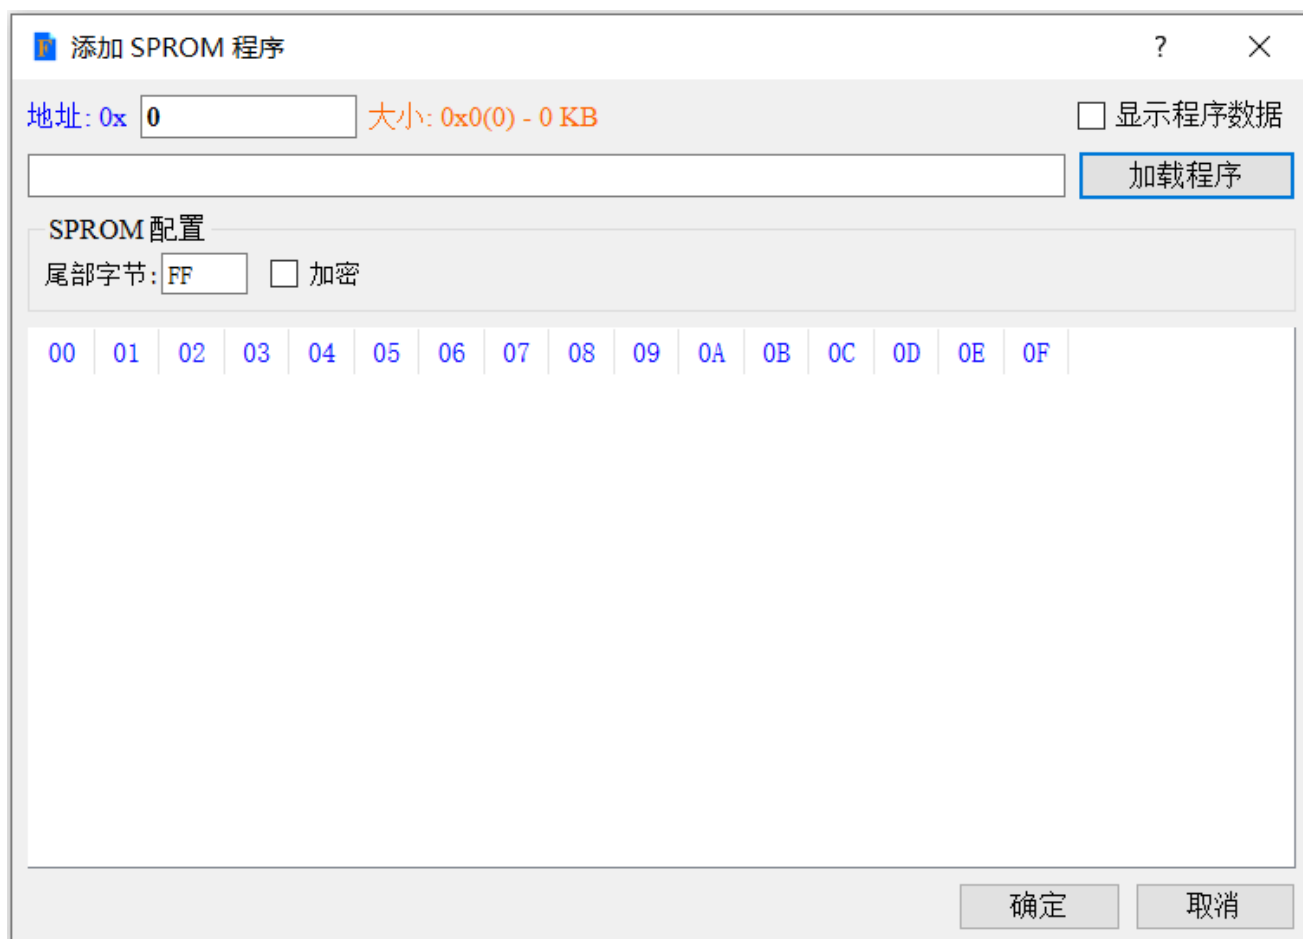 添加 SPROM 程序 ?
地址: 0x 0 大小: 0x0(0) - 0 KB 显示程序数据
加载程序
SPROM 配置
尾部字节: FF 加密
00 01 02 03 04 05 06 07 08 09 0A 0B 0C 0D 0E 0F
确定 取消